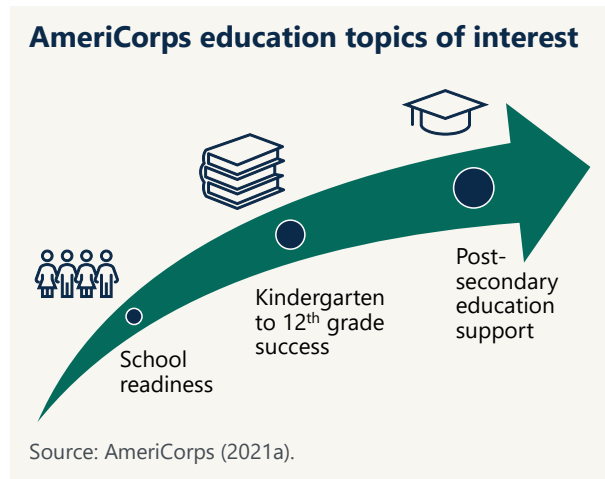 AmeriCorps education topics of interest
School
readiness
Kindergarten
to 12th grade
success
Post-
secondary
education
support
Source: AmeriCorps (2021a).